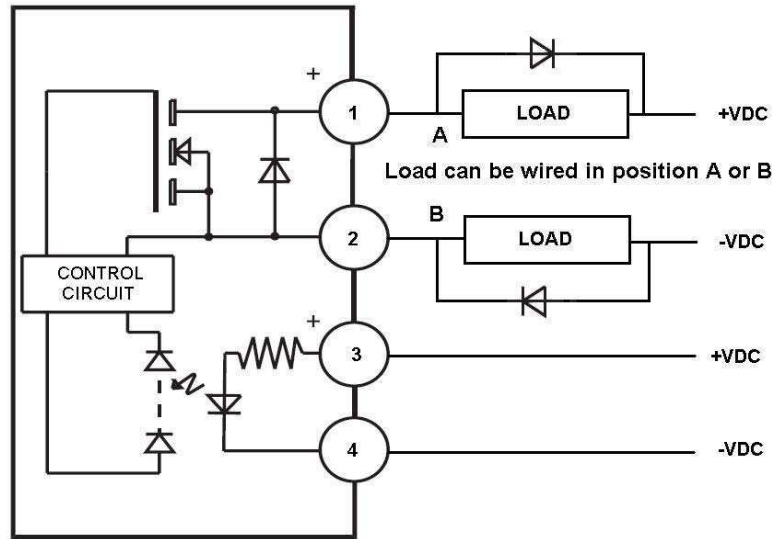 +
1
LOAD
+VDC
A
Load can be wired in position A or B
B
2
LOAD
-VDC
CONTROL
CIRCUIT
+
3
+VDC
4
-VDC